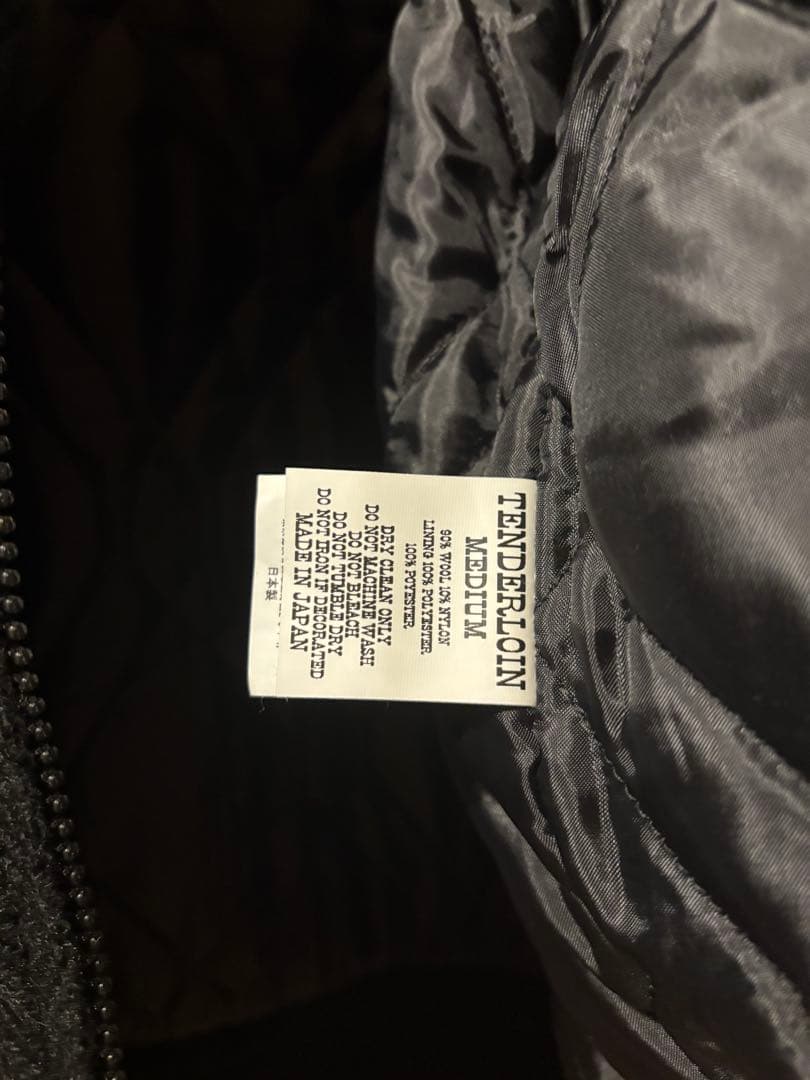 TENDERLOIN
MEDIUM
90% WOOL 10% NYLON
LINING 100% POLYESTER
100% POYESTER
DRY CLEAN ONLY
DO NOT MACHINE WASH
DO NOT BLEACH
DO NOT TUMBLE DRY
DO NOT IRON IF DECORATED
MADE IN JAPAN
日本製